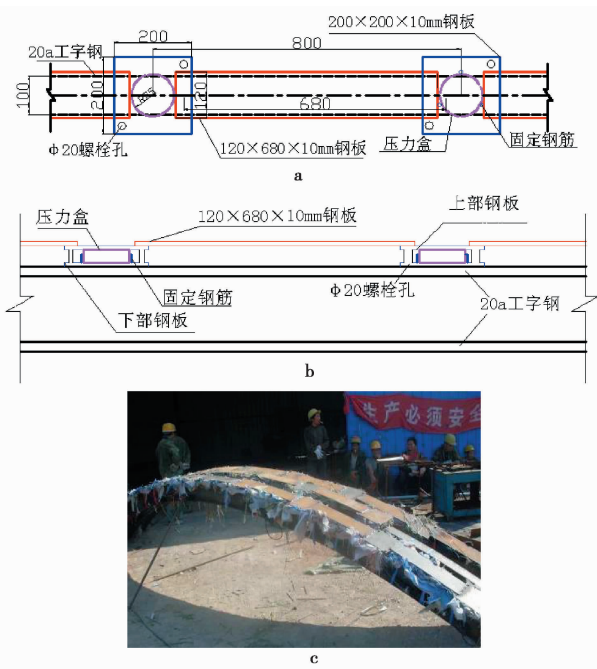 200×200×10mm钢板
200
20a工字钢
800
100
200
R65
120
680
固定钢筋
Φ20螺栓孔
120×680×10mm钢板
压力盒
a
压力盒
120×680×10mm钢板
上部钢板
固定钢筋
Φ20螺栓孔
20a工字钢
下部钢板
b
生产必须安全
c